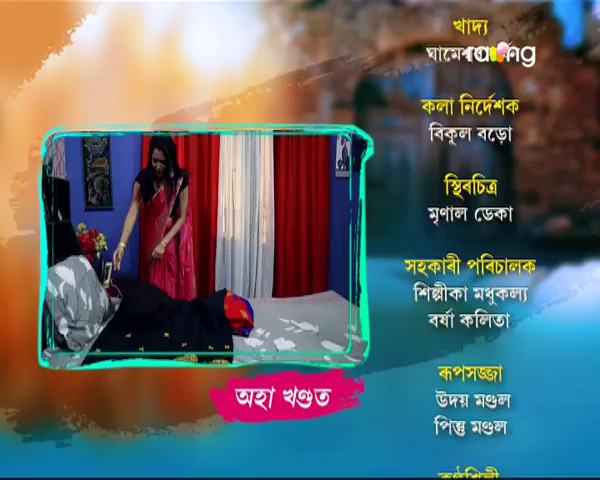 খাদ্য
rang
কলা নিৰ্দেশক
বিকুল বড়ো
স্থিৰচিত্ৰ
মৃণাল ডেকা
সহকাৰী পৰিচালক
শিল্পীকা মধুকল্য
বৰ্ষা কলিতা
ৰূপসজ্জা
উদয় মণ্ডল
পিন্তু মণ্ডল
অহা খণ্ডত